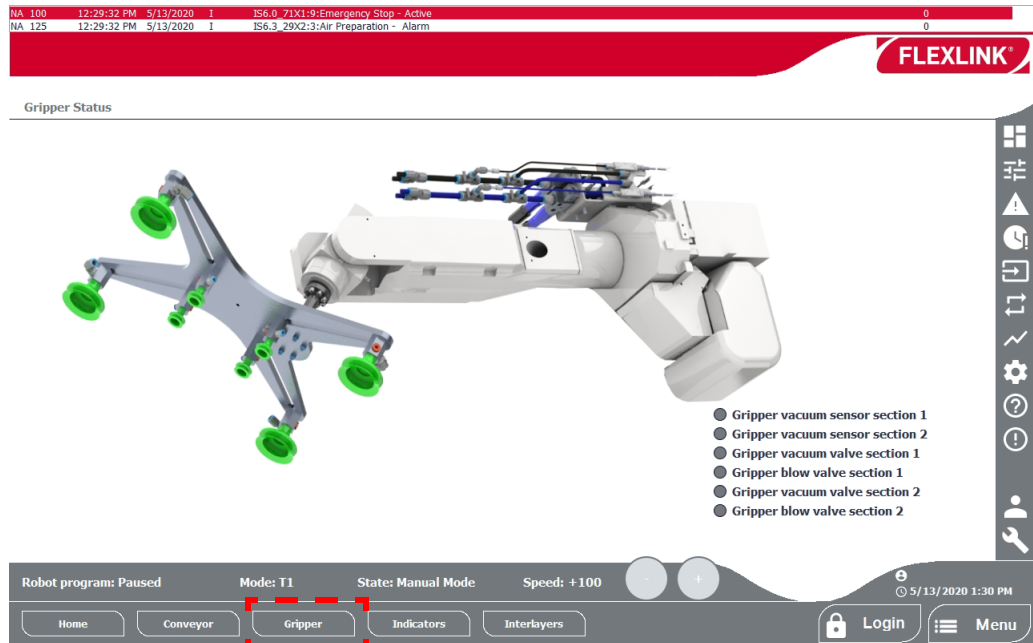 NA 100 12:29:32 PM 5/13/2020 I IS6.0_71X1:9:Emergency Stop - Active 0
NA 125 12:29:32 PM 5/13/2020 I IS6.3_29X2:3:Air Preparation - Alarm 0
FLEXLINK®
Gripper Status
Gripper vacuum sensor section 1
Gripper vacuum sensor section 2
Gripper vacuum valve section 1
Gripper blow valve section 1
Gripper vacuum valve section 2
Gripper blow valve section 2
Robot program: Paused Mode: T1 State: Manual Mode Speed: +100 - +
5/13/2020 1:30 PM
Home Conveyor Gripper Indicators Interlayers Login Menu